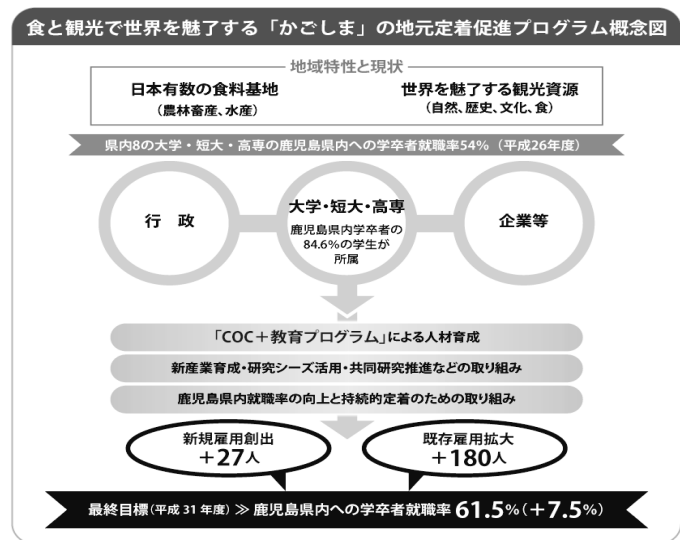 食と観光で世界を魅了する「かごしま」の地元定着促進プログラム概念図
地域特性と現状
日本有数の食料基地
（農林畜産、水産）
世界を魅了する観光資源
（自然、歴史、文化、食）
県内8の大学・短大・高専の鹿児島県内への学卒者就職率54%（平成26年度）
行　政
大学・短大・高専
鹿児島県内学卒者の
84.6%の学生が
所属
企業等
「COC＋教育プログラム」による人材育成
新産業育成・研究シーズ活用・共同研究推進などの取り組み
鹿児島県内就職率の向上と持続的定着のための取り組み
新規雇用創出
＋27人
既存雇用拡大
＋180人
最終目標（平成 31 年度）≫ 鹿児島県内への学卒者就職率 61.5%（＋7.5%）